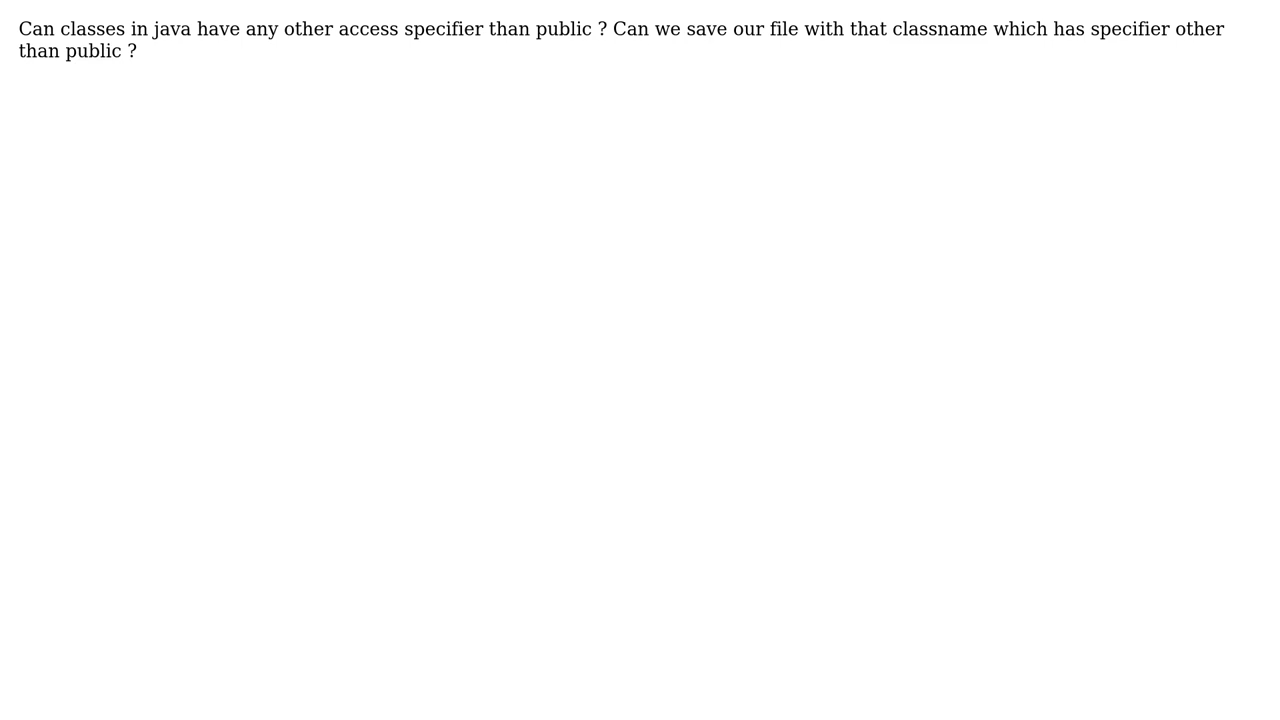 Can classes in java have any other access specifier than public ? Can we save our file with that classname which has specifier other
than public ?